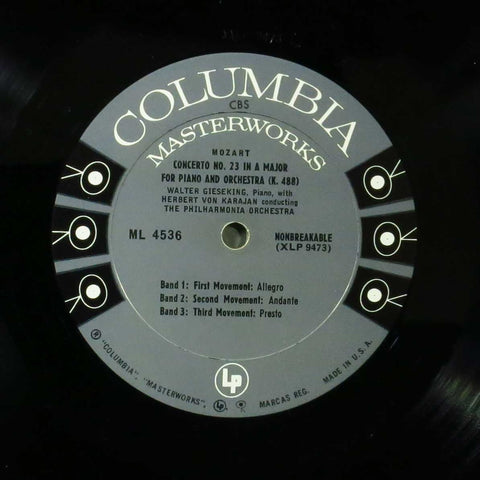 COLUMBIA
CBS
MASTERWORKS
MOZART
CONCERTO NO. 23 IN A MAJOR
FOR PIANO AND ORCHESTRA (K. 488)
WALTER GIESEKING, Piano, with
HERBERT VON KARAJAN conducting
THE PHILHARMONIA ORCHESTRA
ML 4536
NONBREAKABLE
(XLP 9473)
Band 1: First Movement: Allegro
Band 2: Second Movement: Andante
Band 3: Third Movement: Presto
LP
® "COLUMBIA", "MASTERWORKS", LP MARCAS REG. MADE IN U.S.A.